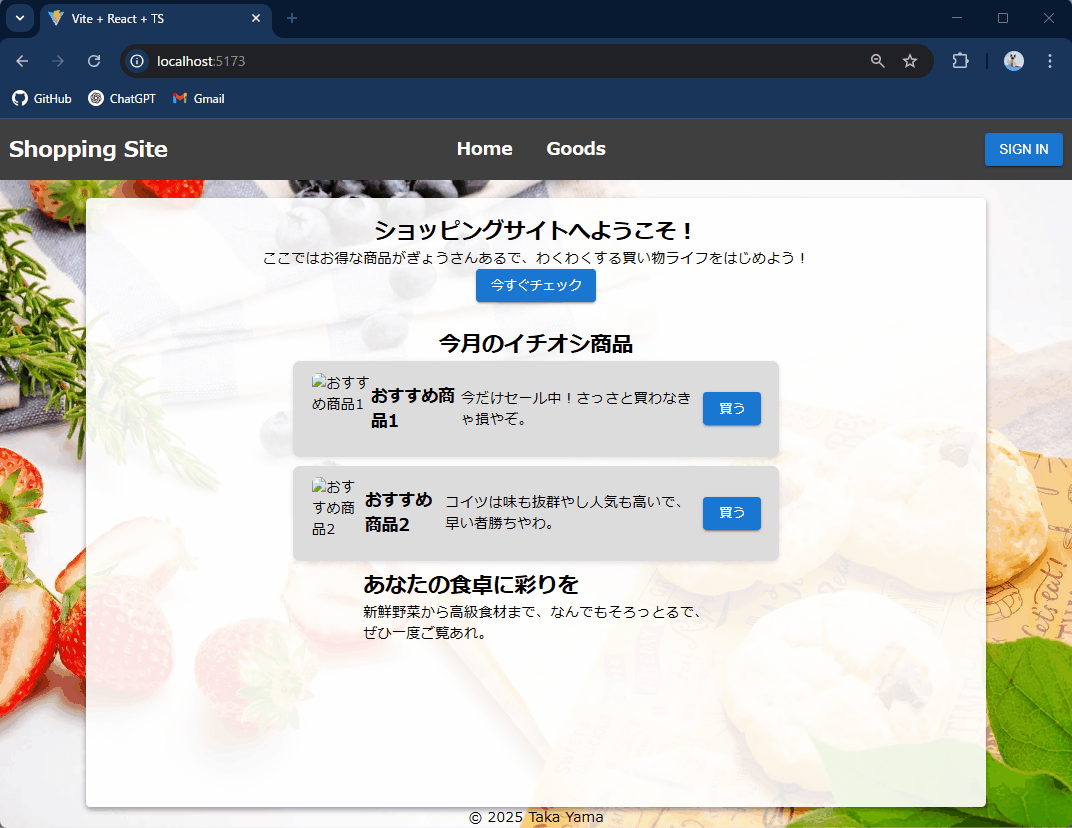 Vite + React + TS
localhost:5173
GitHub
ChatGPT
Gmail
Shopping Site
Home
Goods
SIGN IN
ショッピングサイトへようこそ！
ここではお得な商品がぎょうさんあるで、わくわくする買い物ライフをはじめよう！
今すぐチェック
今月のイチオシ商品
おすす
め商品1
おすすめ商
品1
今だけセール中！さっさと買わなき
ゃ損やぞ。
買う
おす
すめ商
品2
おすすめ
商品2
コイツは味も抜群やし人気も高いで、
早い者勝ちやわ。
買う
あなたの食卓に彩りを
新鮮野菜から高級食材まで、なんでもそろっとるで、
ぜひ一度ご覧あれ。
Let's eat!
© 2025 Taka Yama